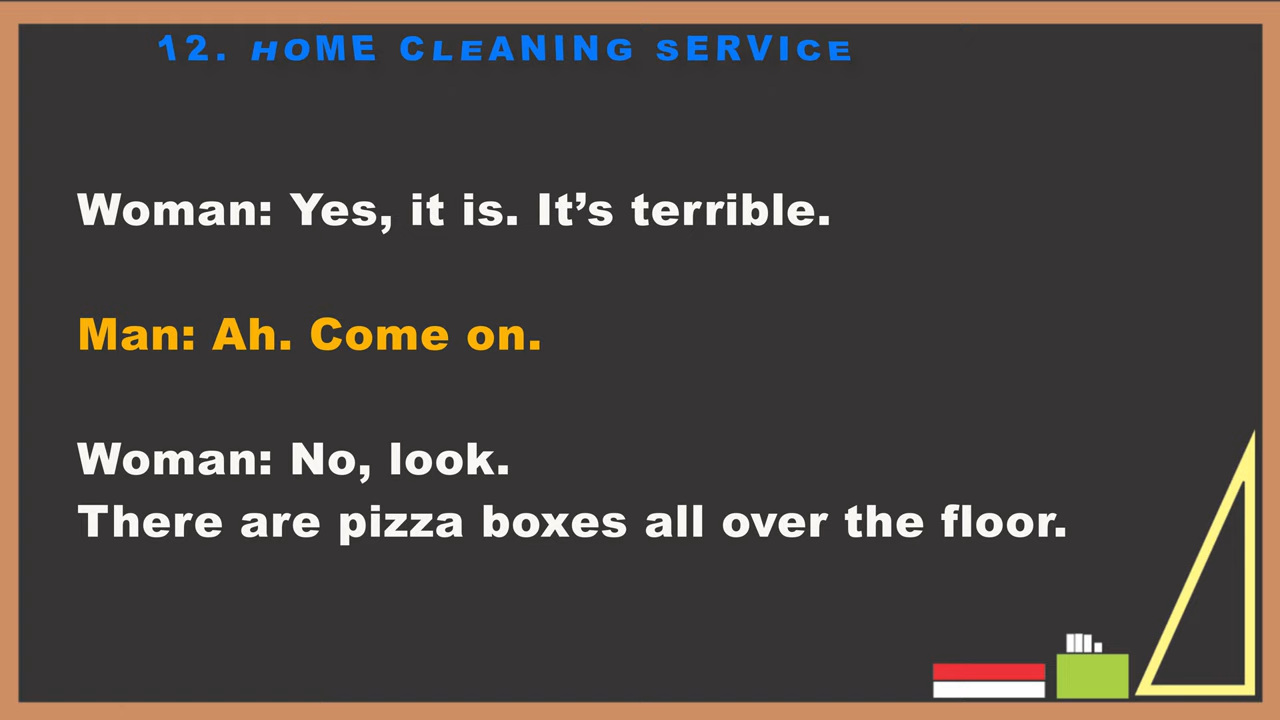 12. HOME CLEANING SERVICE
Woman: Yes, it is. It’s terrible.
Man: Ah. Come on.
Woman: No, look.
There are pizza boxes all over the floor.